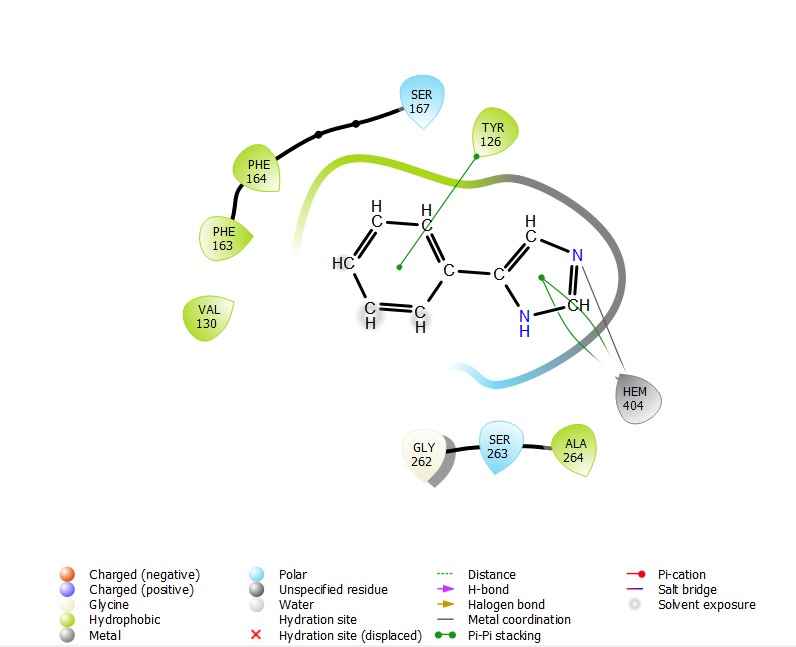 SER
167
TYR
126
PHE
164
PHE
163
VAL
130
H
C
H
C
HC
C
C
H
C
H
C
H
C
N
CH
N
H
HEM
404
GLY
262
SER
263
ALA
264
Charged (negative)
Charged (positive)
Glycine
Hydrophobic
Metal
Polar
Unspecified residue
Water
Hydration site
Hydration site (displaced)
Distance
H-bond
Halogen bond
Metal coordination
Pi-Pi stacking
Pi-cation
Salt bridge
Solvent exposure